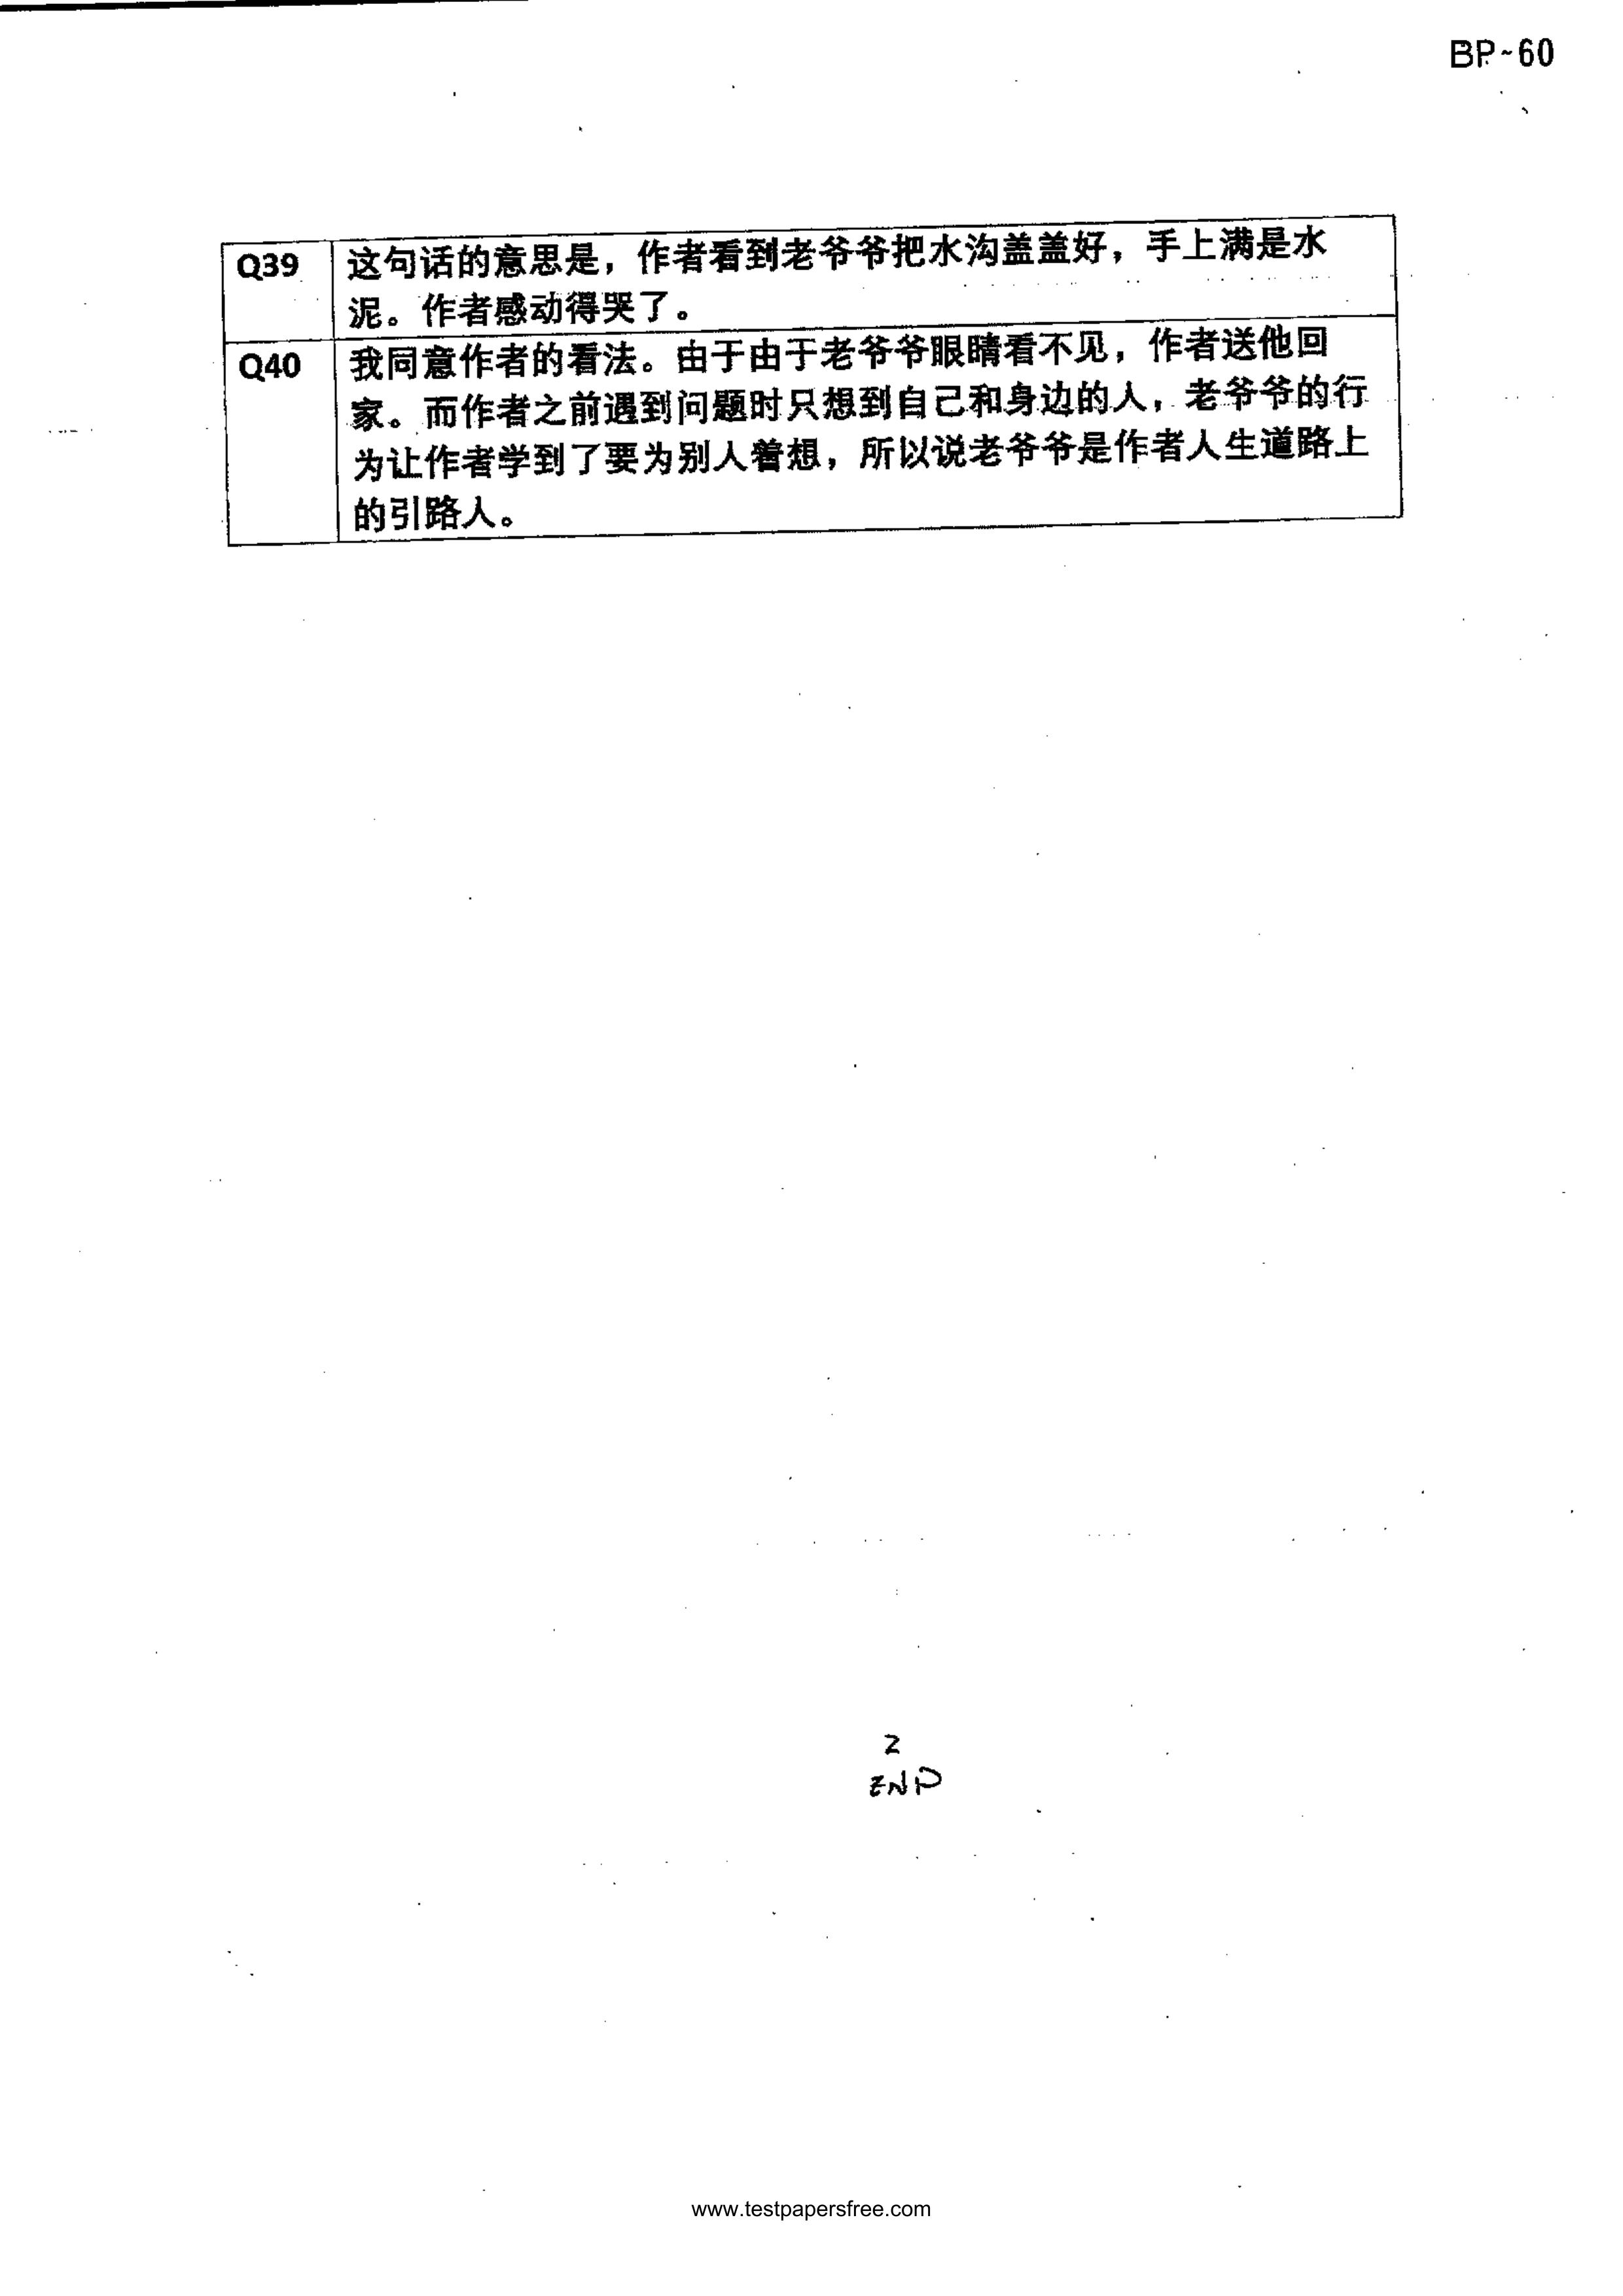 BP~60
Q39 这句话的意思是，作者看到老爷爷把水沟盖盖好，手上满是水
泥。作者感动得哭了。
Q40 我同意作者的看法。由于由于老爷爷眼睛看不见，作者送他回
家。而作者之前遇到问题时只想到自己和身边的人，老爷爷的行
为让作者学到了要为别人着想，所以说老爷爷是作者人生道路上
的引路人。
2
END
www.testpapersfree.com